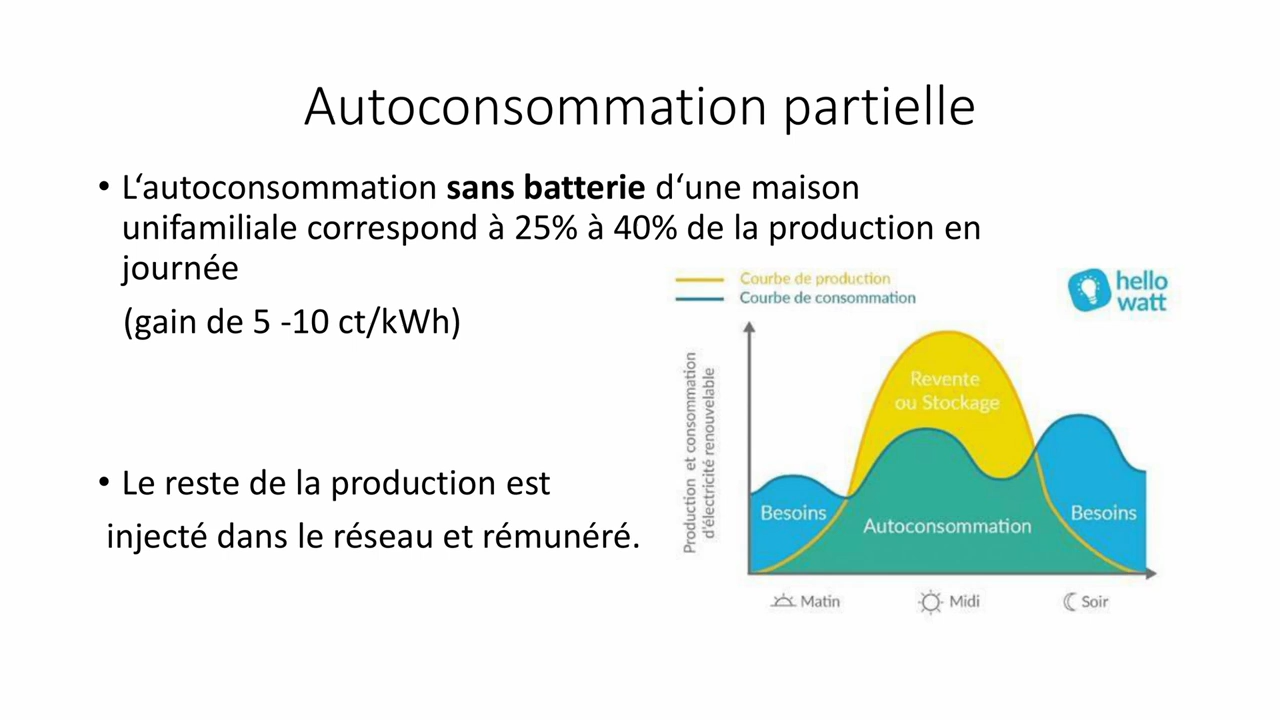 Autoconsommation partielle
• L‘autoconsommation sans batterie d‘une maison
unifamiliale correspond à 25% à 40% de la production en
journée
(gain de 5 -10 ct/kWh)
• Le reste de la production est
injecté dans le réseau et rémunéré.
Courbe de production
Courbe de consommation
hello
watt
Production et consommation
d'électricité renouvelable
Revente
ou Stockage
Besoins
Autoconsommation
Besoins
Matin
Midi
Soir